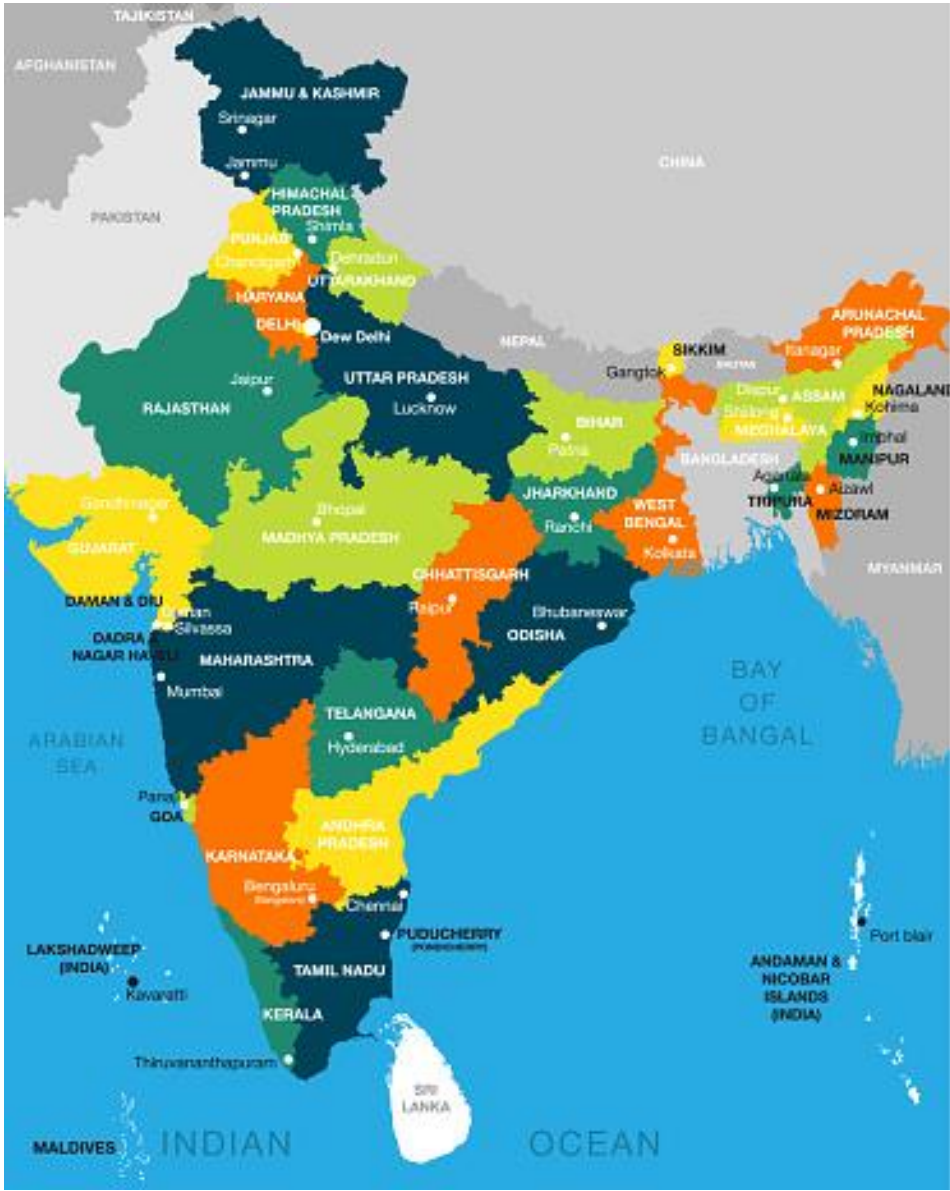 TAJIKISTAN
AFGHANISTAN
JAMMU & KASHMIR
Srinagar
CHINA
Jammu
HIMACHAL
PRADESH
PAKISTAN
Shimla
PUNJAB
Chandigarh
Dehradun
UTTARAKHAND
HARYANA
DELHI
Dew Delhi
ARUNACHAL
PRADESH
NEPAL
SIKKIM
Itanagar
BHUTAN
Gangtok
Jaipur
UTTAR PRADESH
RAJASTHAN
Lucknow
Dispur
ASSAM
NAGALAND
Kohima
Shillong
MEGHALAYA
BIHAR
Patna
Imphal
MANIPUR
BANGLADESH
Agartala
Aizawl
TRIPURA
MIZORAM
JHARKHAND
Ranchi
WEST
BENGAL
Kolkata
Gandhinagar
GUJARAT
Bhopal
MADHYA PRADESH
MYANMAR
CHHATTISGARH
Raipur
DAMAN & DIU
Silvassa
DADRA &
NAGAR HAVELI
Bhubaneswar
ODISHA
MAHARASHTRA
Mumbai
BAY
OF
BANGAL
TELANGANA
Hyderabad
ARABIAN
SEA
Panaji
GOA
ANDHRA
PRADESH
KARNATAKA
Bengaluru
(Bangalore)
Chennai
PUDUCHERRY
(PONDICHERRY)
LAKSHADWEEP
(INDIA)
Kavaratti
TAMIL NADU
Port blair
ANDAMAN &
NICOBAR
ISLANDS
(INDIA)
KERALA
Thiruvananthapuram
SRI
LANKA
MALDIVES
INDIAN OCEAN